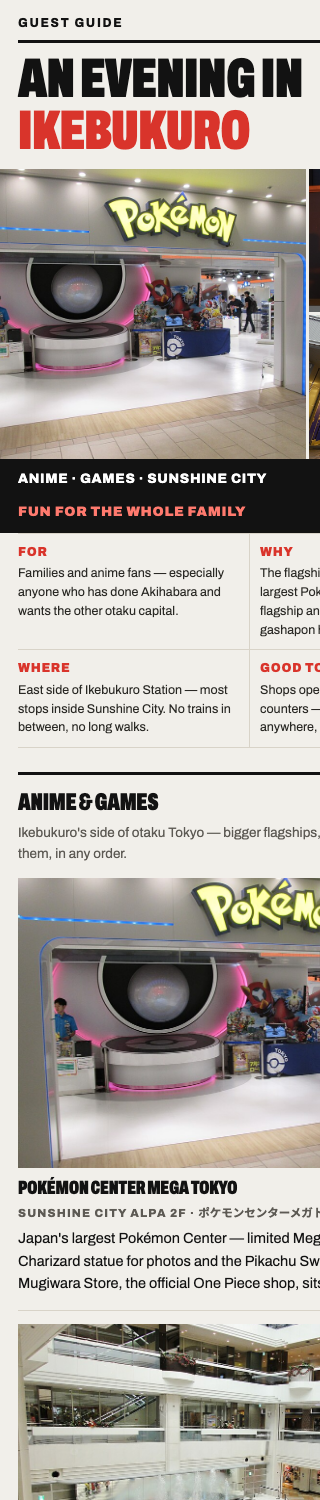 GUEST GUIDE
AN EVENING IN
IKEBUKURO
POKéMON
ANIME · GAMES · SUNSHINE CITY
FUN FOR THE WHOLE FAMILY
FOR
Families and anime fans — especially
anyone who has done Akihabara and
wants the other otaku capital.
WHY
The flagshi
largest Pok
flagship an
gashapon h
WHERE
East side of Ikebukuro Station — most
stops inside Sunshine City. No trains in
between, no long walks.
GOOD TO
Shops ope
counters —
anywhere,
ANIME & GAMES
Ikebukuro's side of otaku Tokyo — bigger flagships,
them, in any order.
Poké
TOKYO
POKÉMON CENTER MEGA TOKYO
SUNSHINE CITY ALPA 2F · ポケモンセンターメガト
Japan's largest Pokémon Center — limited Meg
Charizard statue for photos and the Pikachu Sw
Mugiwara Store, the official One Piece shop, sits